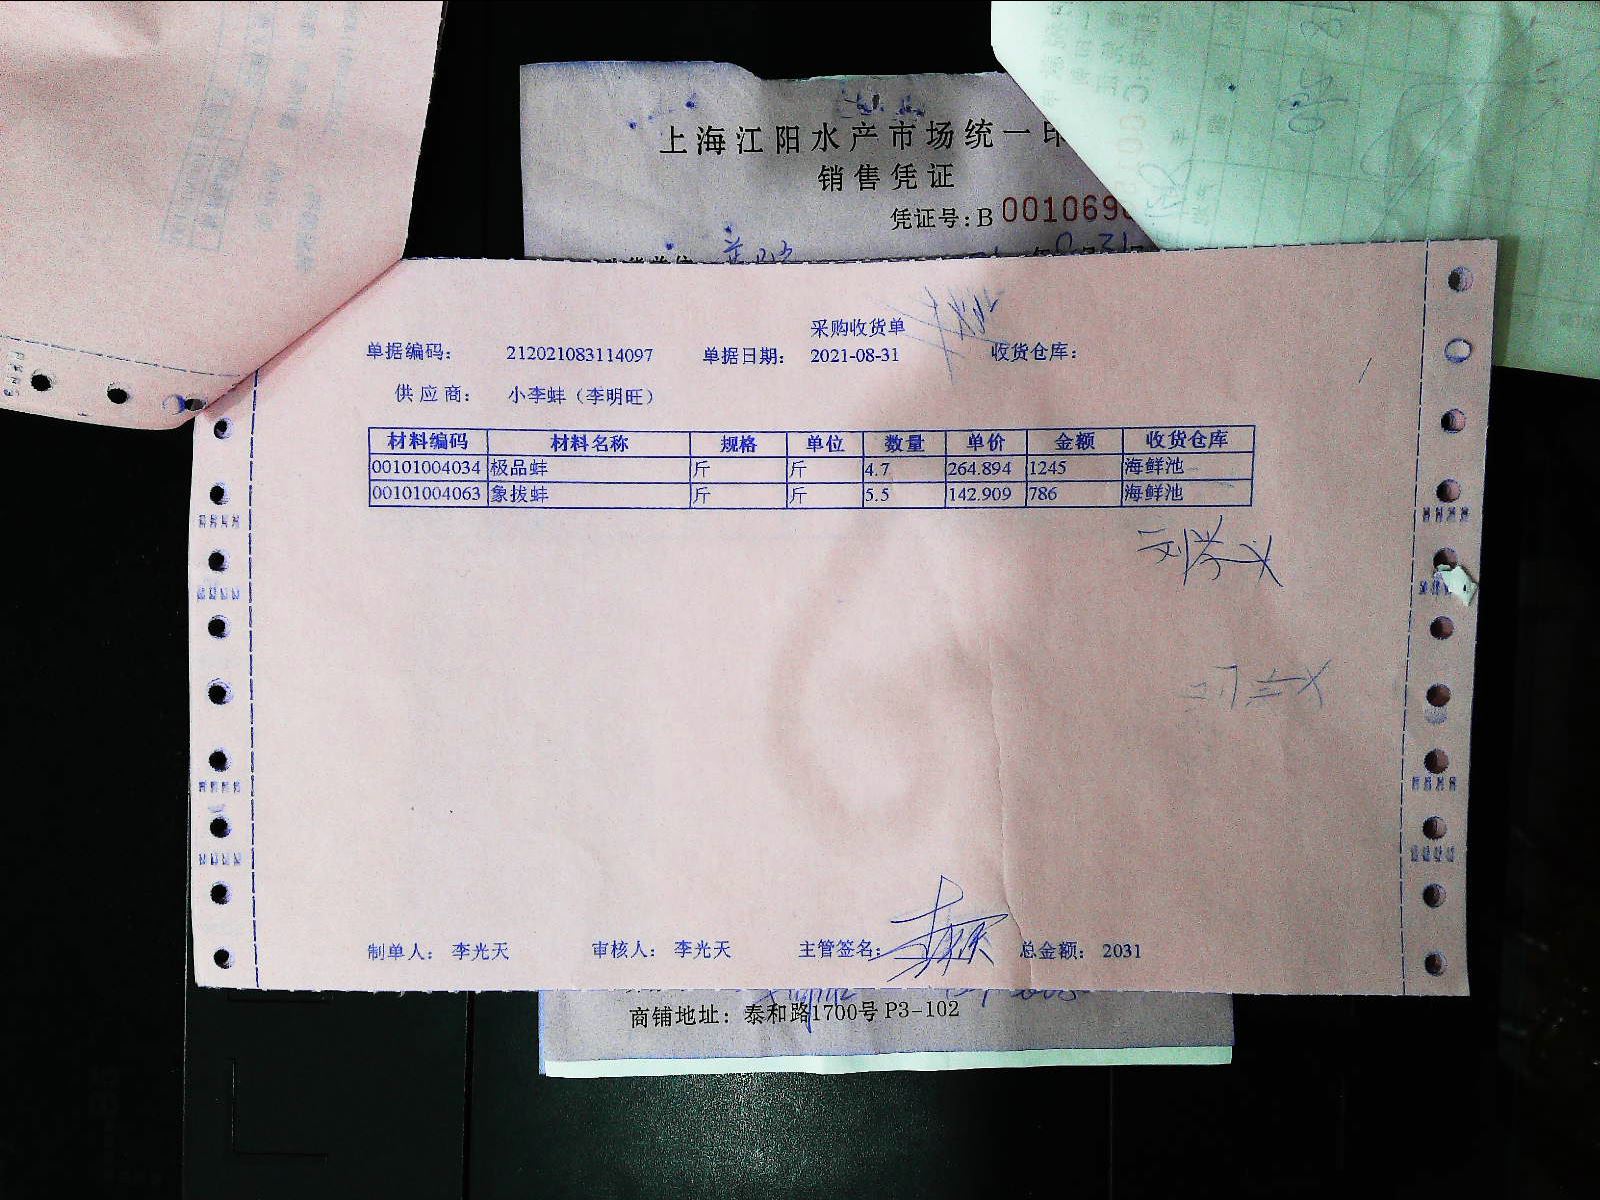 上海江阳水产市场统一印
销售凭证
凭证号:B 0010690
采购收货单
单据编码: 212021083114097 单据日期: 2021-08-31 收货仓库:
供应商: 小李蚌（李明旺）
材料编码 材料名称 规格 单位 数量 单价 金额 收货仓库
00101004034 极品蚌 斤 斤 4.7 264.894 1245 海鲜池
00101004063 象拔蚌 斤 斤 5.5 142.909 786 海鲜池
制单人: 李光天 审核人: 李光天 主管签名: 总金额: 2031
商铺地址: 泰和路1700号 P3-102